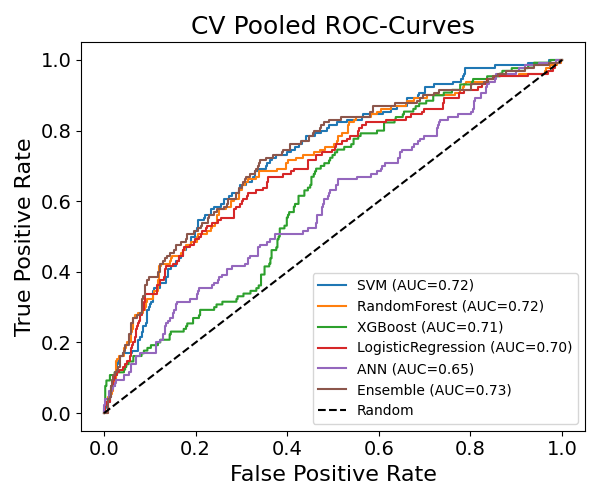 CV Pooled ROC-Curves
True Positive Rate
1.0
0.8
0.6
0.4
0.2
0.0
SVM (AUC=0.72)
RandomForest (AUC=0.72)
XGBoost (AUC=0.71)
LogisticRegression (AUC=0.70)
ANN (AUC=0.65)
Ensemble (AUC=0.73)
Random
0.0 0.2 0.4 0.6 0.8 1.0
False Positive Rate